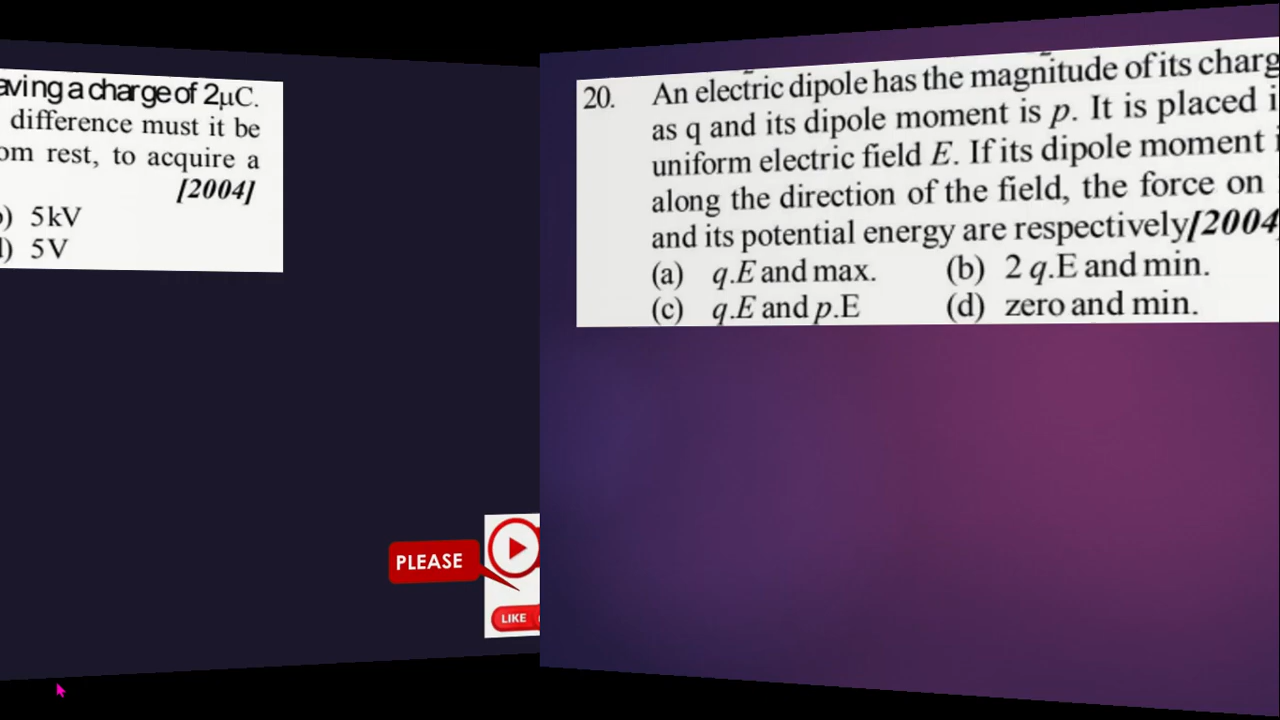 aving a charge of 2μC.
difference must it be
om rest, to acquire a
[2004]
) 5kV
) 5V
PLEASE
LIKE
20. An electric dipole has the magnitude of its charg
as q and its dipole moment is p. It is placed i
uniform electric field E. If its dipole moment
along the direction of the field, the force on
and its potential energy are respectively[2004
(a) q.E and max. (b) 2 q.E and min.
(c) q.E and p.E (d) zero and min.